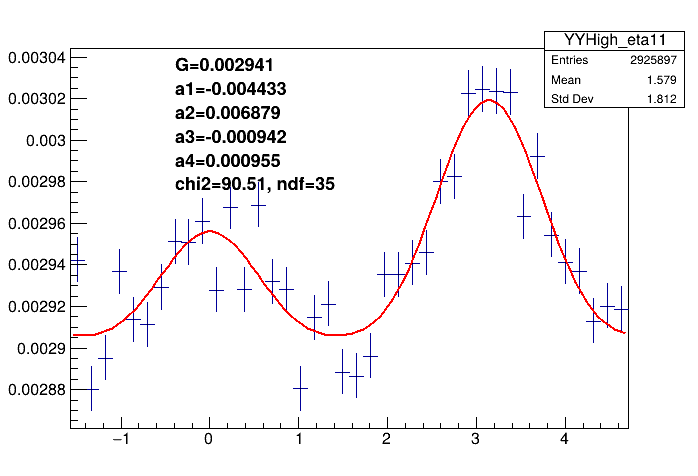 YYHigh_eta11
Entries 2925897
Mean 1.579
Std Dev 1.812
G=0.002941
a1=-0.004433
a2=0.006879
a3=-0.000942
a4=0.000955
chi2=90.51, ndf=35
0.00304
0.00302
0.003
0.00298
0.00296
0.00294
0.00292
0.0029
0.00288
−1 0 1 2 3 4